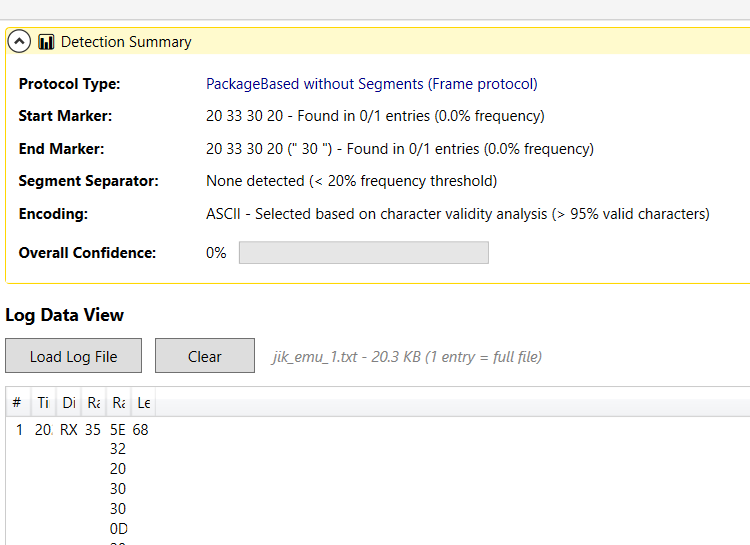 Detection Summary
Protocol Type: PackageBased without Segments (Frame protocol)
Start Marker: 20 33 30 20 - Found in 0/1 entries (0.0% frequency)
End Marker: 20 33 30 20 (" 30 ") - Found in 0/1 entries (0.0% frequency)
Segment Separator: None detected (< 20% frequency threshold)
Encoding: ASCII - Selected based on character validity analysis (> 95% valid characters)
Overall Confidence: 0%
Log Data View
Load Log File Clear jik_emu_1.txt - 20.3 KB (1 entry = full file)
# Ti Di Ra Ra Le
1 20. RX 35 5E 68
32
20
30
30
0D